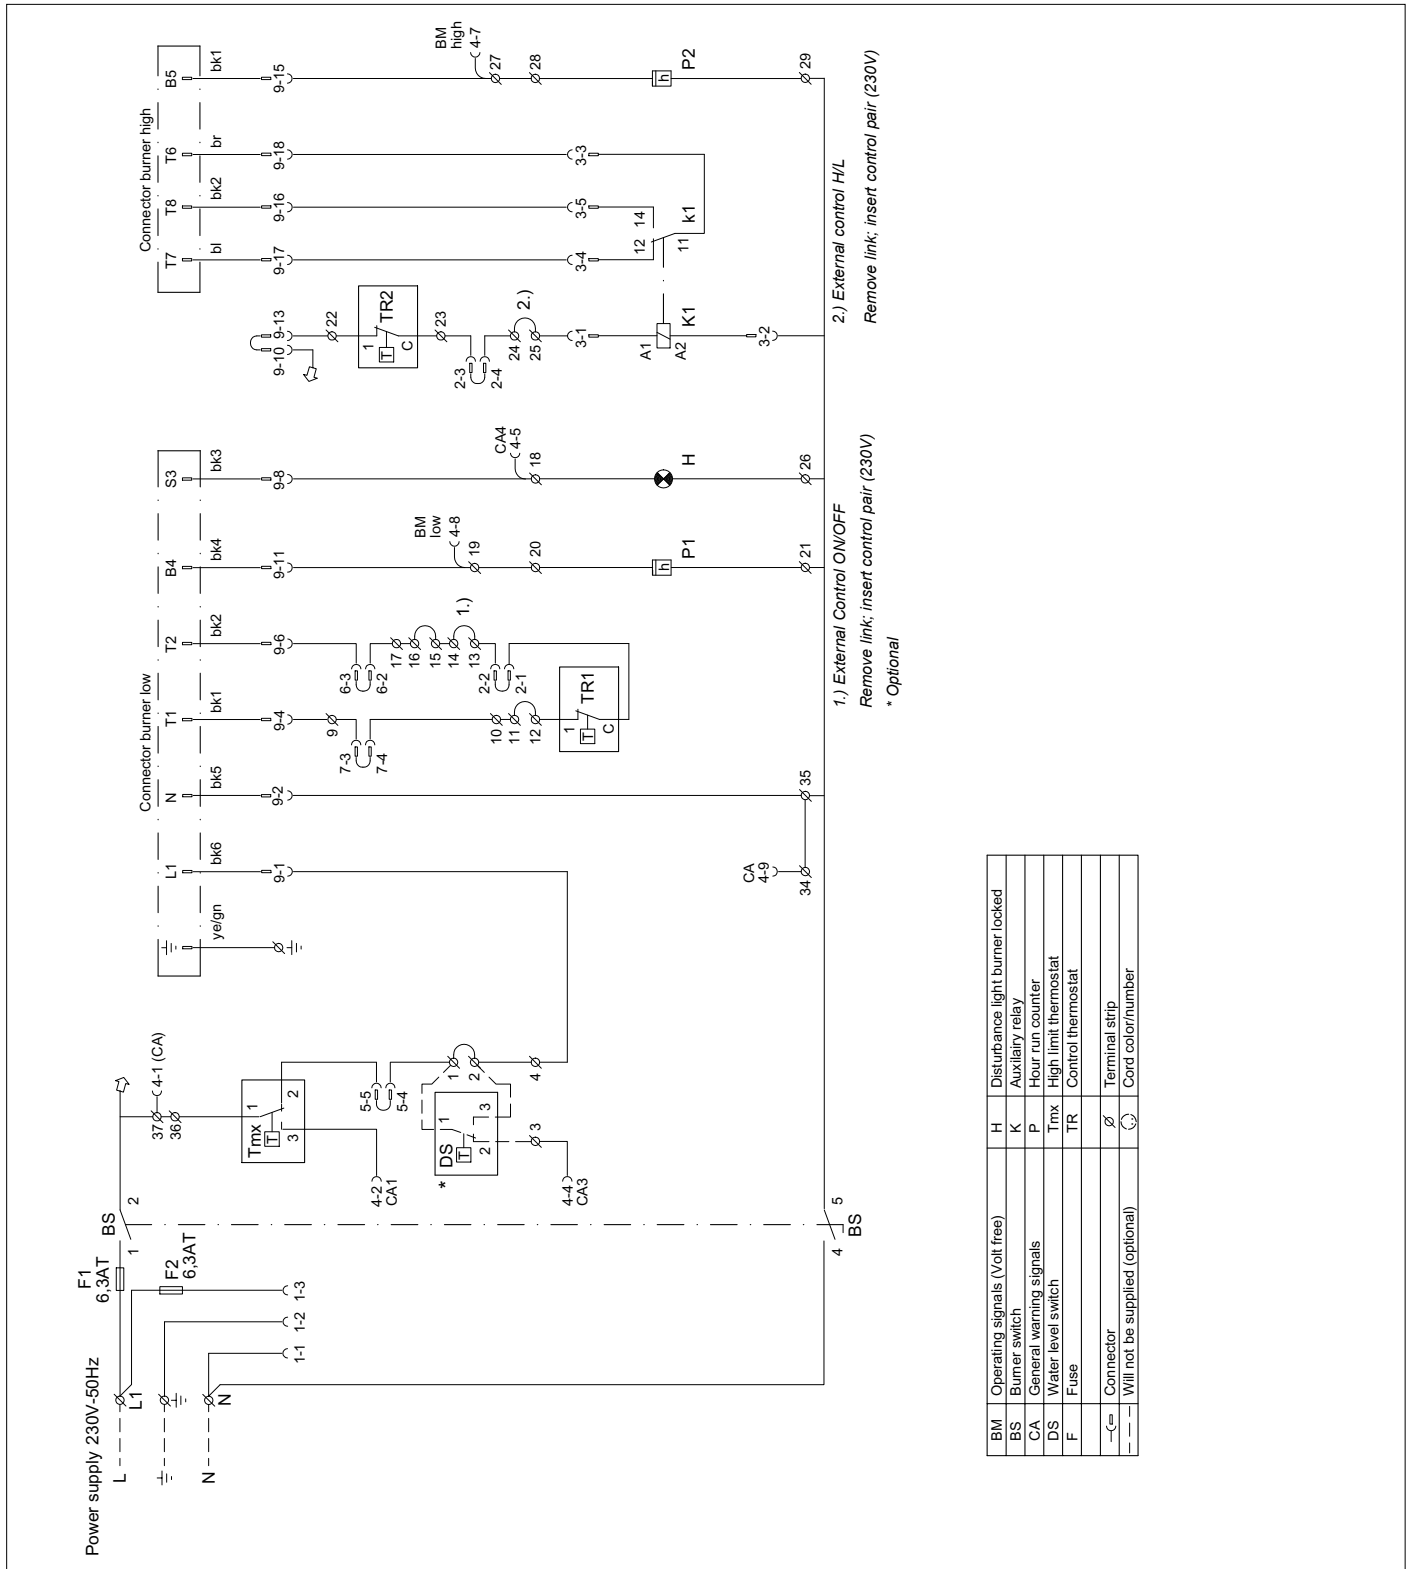 Power supply 230V-50Hz
L
N
L1
N
F1
6,3AT
F2
6,3AT
1-1
1-2
1-3
BS
1
2
4
5
BS
37
36
4-1 (CA)
Tmx
T
1
2
3
4-2
CA1
5-5
5-4
*
DS
T
1
2
3
1
2
4
3
4-4
CA3
Connector burner low
ye/gn
L1
bk6
9-1
N
bk5
9-2
CA
4-9
34
35
T1
bk1
9-4
9
7-3
7-4
10
11
12
TR1
T
1
C
T2
bk2
9-6
6-3
6-2
17
16
15
14
13
1.)
2-2
2-1
B4
bk4
9-11
BM
low
4-8
19
20
h
P1
21
S3
bk3
9-8
CA4
4-5
18
H
26
9-10
9-13
22
TR2
T
1
C
23
2-3
2-4
24
25
2.)
3-1
A1
A2
K1
3-2
Connector burner high
T7
bl
9-17
3-4
T8
bk2
9-16
3-5
T6
br
9-18
3-3
12
14
11
k1
B5
bk1
9-15
BM
high
4-7
27
28
h
P2
29
1.) External Control ON/OFF
Remove link; insert control pair (230V)
* Optional
2.) External control H/L
Remove link; insert control pair (230V)
BM Operating signals (Volt free) H Disturbance light burner locked
BS Burner switch K Auxilairy relay
CA General warning signals P Hour run counter
DS Water level switch Tmx High limit thermostat
F Fuse TR Control thermostat
Connector Terminal strip
Will not be supplied (optional) Cord color/number